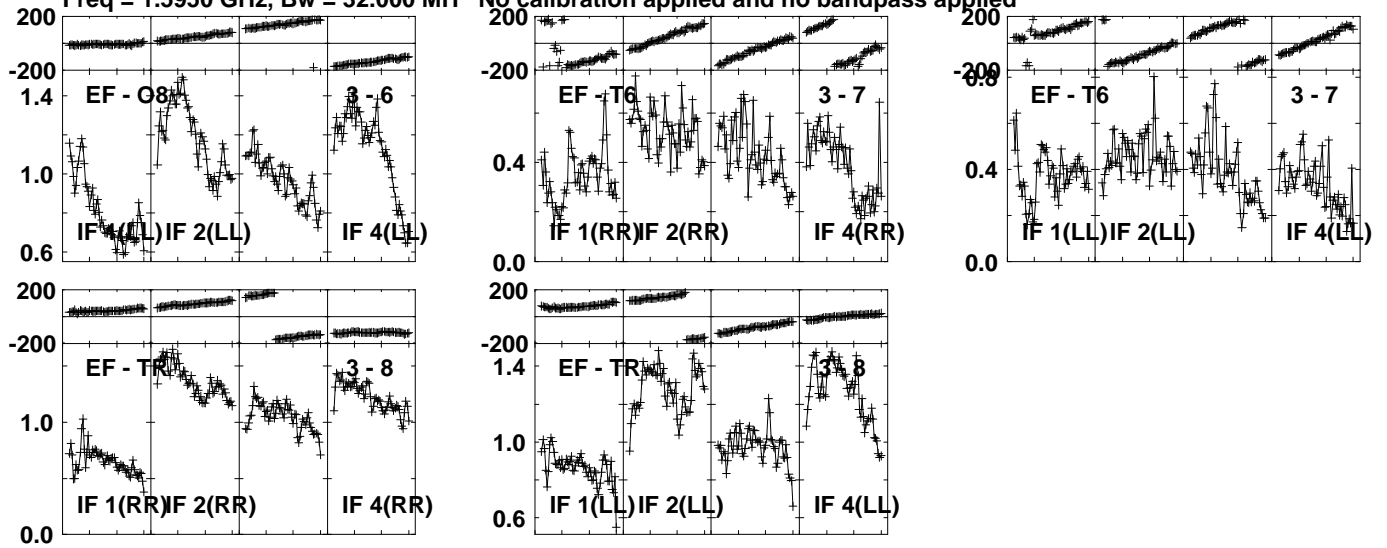 Freq = 1.5950 GHz, Bw = 32.000 MH No calibration applied and no bandpass applied
200
-200
1.4
1.0
0.6
EF - O8
3 - 6
IF 1(LL)
IF 2(LL)
IF 4(LL)
200
-200
0.4
0.0
EF - T6
3 - 7
IF 1(RR)
IF 2(RR)
IF 4(RR)
200
-200
0.8
0.4
0.0
EF - T6
3 - 7
IF 1(LL)
IF 2(LL)
IF 4(LL)
200
-200
1.0
0.0
EF - TR
3 - 8
IF 1(RR)
IF 2(RR)
IF 4(RR)
200
-200
1.4
1.0
0.6
EF - TR
3 - 8
IF 1(LL)
IF 2(LL)
IF 4(LL)